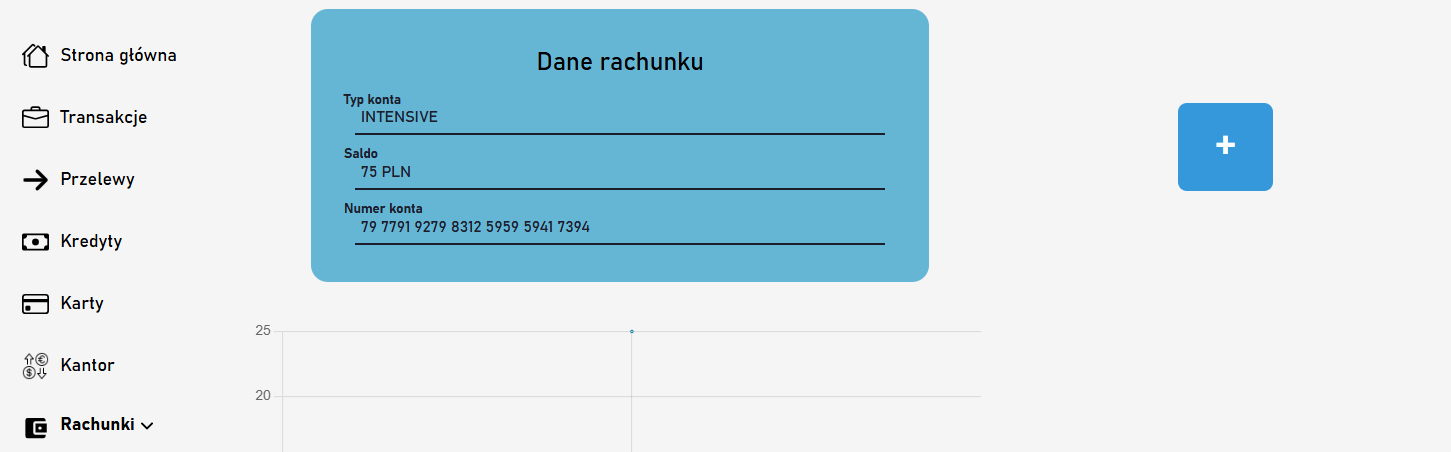 Strona główna
Transakcje
Przelewy
Kredyty
Karty
Kantor
Rachunki
Dane rachunku
Typ konta
INTENSIVE
Saldo
75 PLN
Numer konta
79 7791 9279 8312 5959 5941 7394
+
25
20